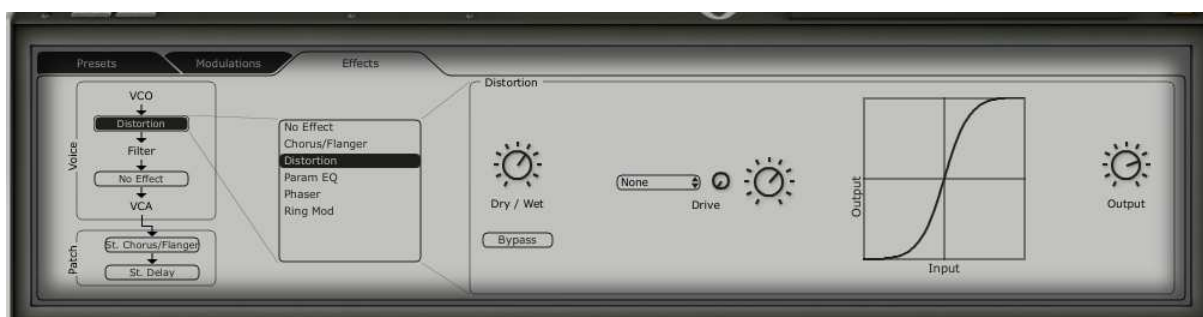 Presets
Modulations
Effects
Voice
VCO
Distortion
Filter
No Effect
VCA
Patch
St. Chorus/Flanger
St. Delay
No Effect
Chorus/Flanger
Distortion
Param EQ
Phaser
Ring Mod
Distortion
Dry / Wet
Bypass
None
Drive
Output
Input
Output